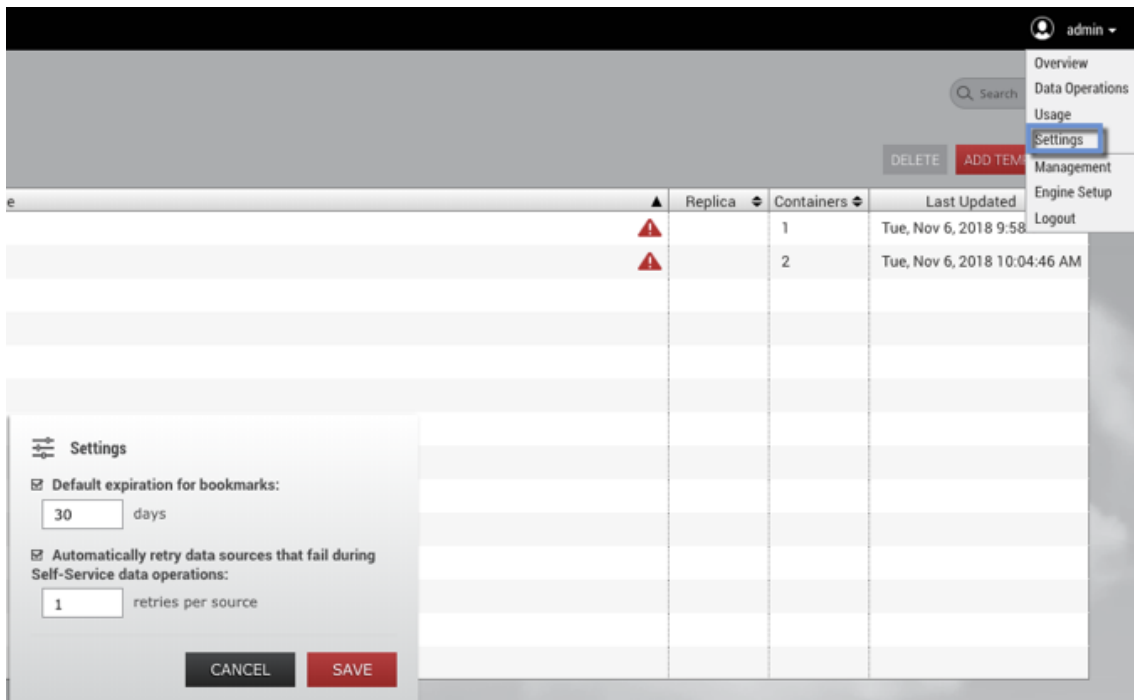 admin
Overview
Data Operations
Search
Usage
Settings
DELETE
Management
Engine Setup
Logout
e Replica Containers Last Updated
1 Tue, Nov 6, 2018 9:58
2 Tue, Nov 6, 2018 10:04:46 AM
Settings
Default expiration for bookmarks:
30 days
Automatically retry data sources that fail during
Self-Service data operations:
1 retries per source
CANCEL SAVE